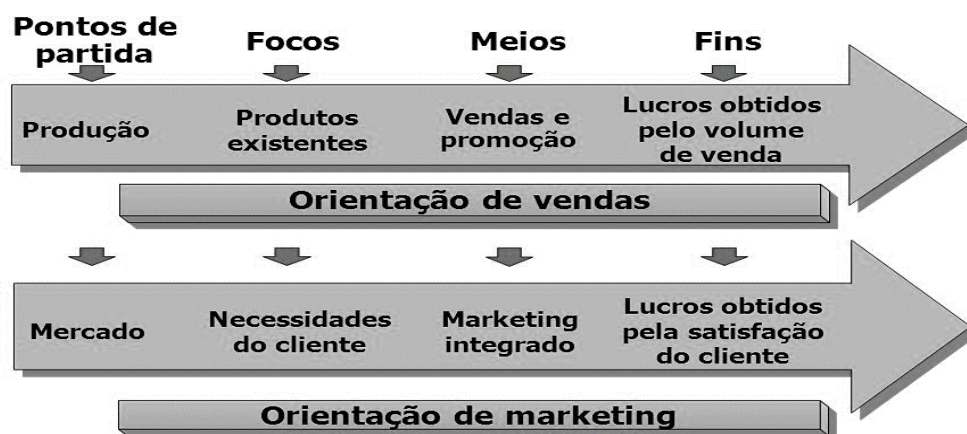 Pontos de
partida
Focos
Meios
Fins
Produção
Produtos
existentes
Vendas e
promoção
Lucros obtidos
pelo volume
de venda
Orientação de vendas
Mercado
Necessidades
do cliente
Marketing
integrado
Lucros obtidos
pela satisfação
do cliente
Orientação de marketing